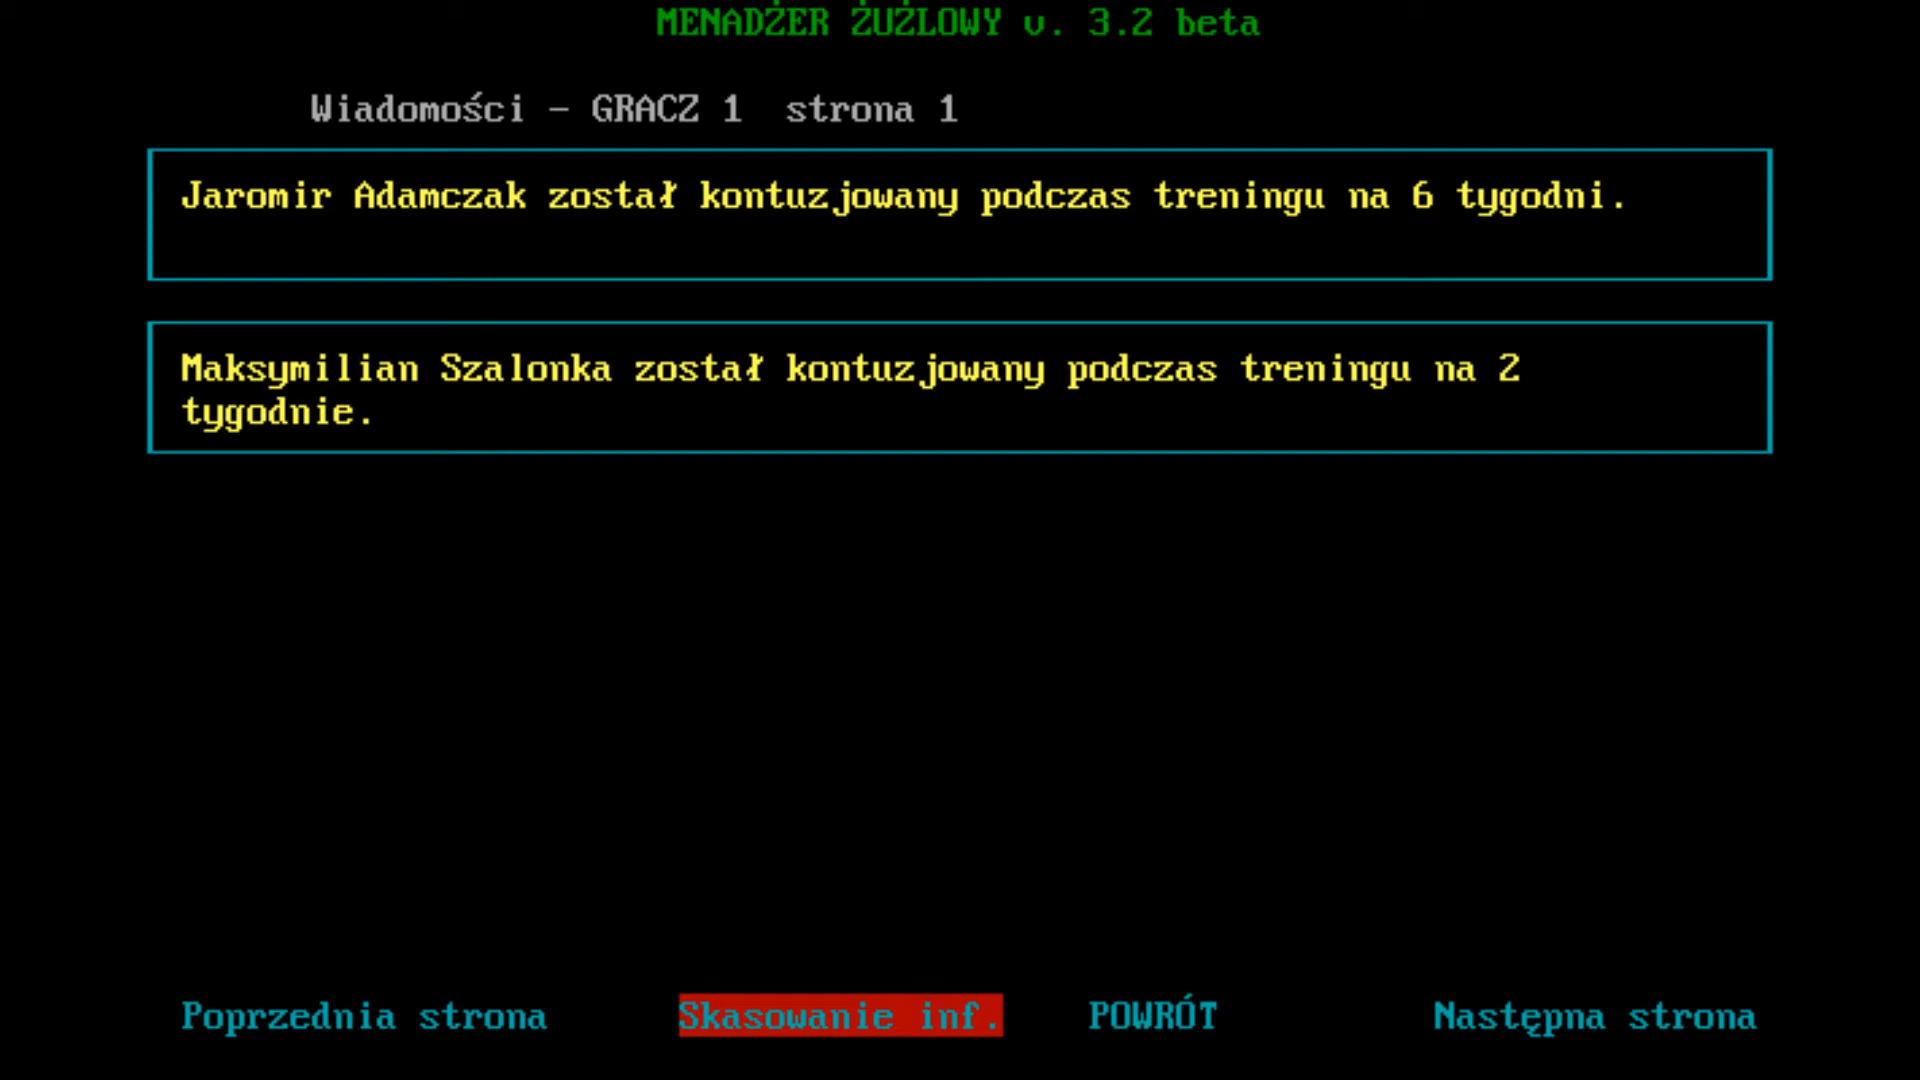 MENADŻER ŻUŻLOWY v. 3.2 beta
Wiadomości - GRACZ 1 strona 1
Jaromir Adamczak został kontuzjowany podczas treningu na 6 tygodni.
Maksymilian Szalonka został kontuzjowany podczas treningu na 2
tygodnie.
Poprzednia strona Skasowanie inf. POWRÓT Następna strona